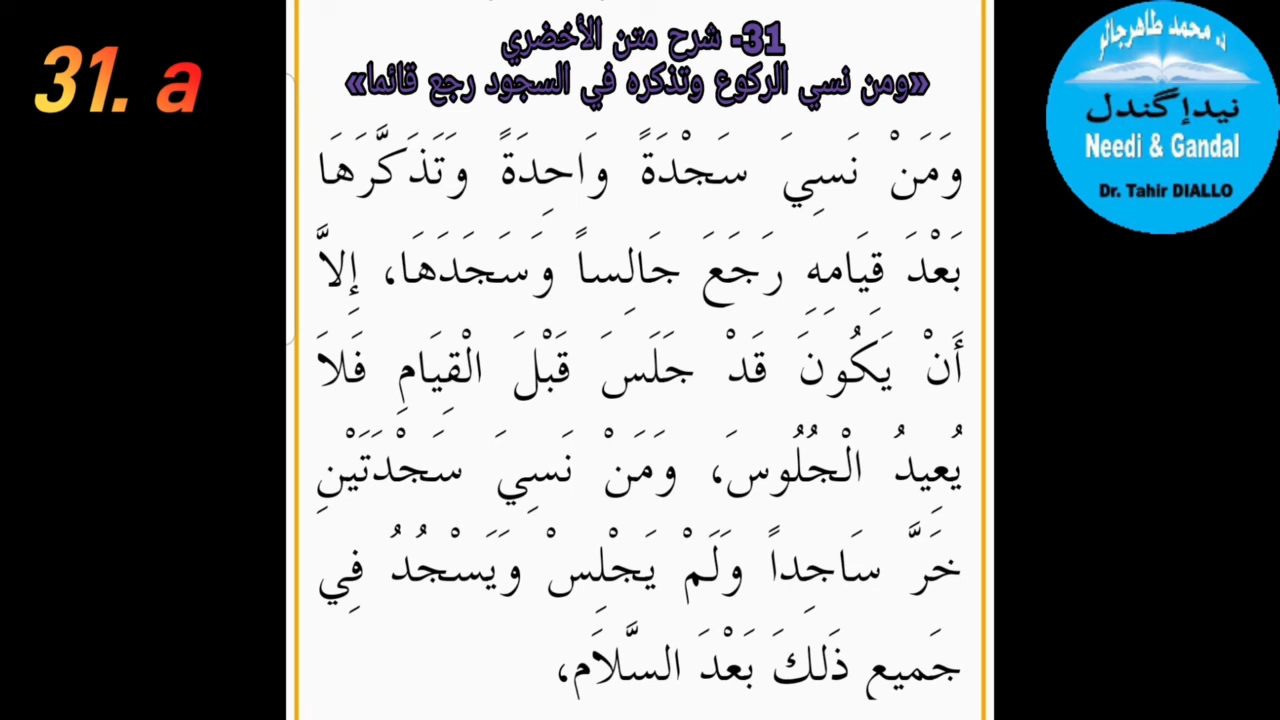 31. a
31- شرح متن الأخضري
«ومن نسي الركوع وتذكره في السجود رجع قائما»
وَمَنْ نَسِيَ سَجْدَةً وَاحِدَةً وَتَذَكَّرَهَا
بَعْدَ قِيَامِهِ رَجَعَ جَالِساً وَسَجَدَهَا، إِلاَّ
أَنْ يَكُونَ قَدْ جَلَسَ قَبْلَ الْقِيَامِ فَلاَ
يُعِيدُ الْجُلُوسَ، وَمَنْ نَسِيَ سَجْدَتَيْنِ
خَرَّ سَاجِداً وَلَمْ يَجْلِسْ وَيَسْجُدُ فِي
جَمِيعِ ذَلكَ بَعْدَ السَّلاَمِ،
د. محمد طاهرجالو
نيدإ گندل
Needi & Gandal
Dr. Tahir DIALLO